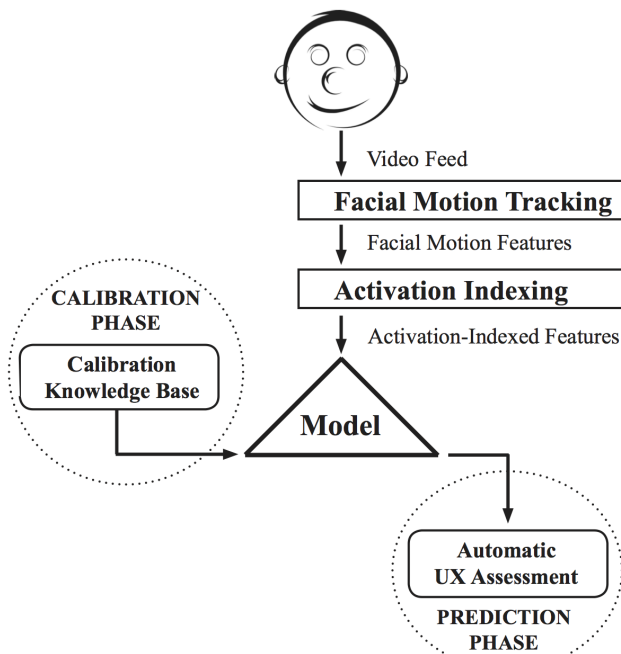 Video Feed
Facial Motion Tracking
Facial Motion Features
Activation Indexing
Activation-Indexed Features
CALIBRATION
PHASE
Calibration
Knowledge Base
Model
Automatic
UX Assessment
PREDICTION
PHASE